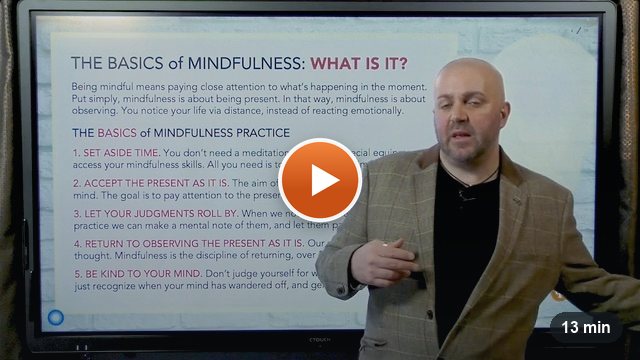 THE BASICS of MINDFULNESS: WHAT IS IT?
Being mindful means paying close attention to what's happening in the moment.
Put simply, mindfulness is about being present. In that way, mindfulness is about
observing. You notice your life via distance, instead of reacting emotionally.
THE BASICS of MINDFULNESS PRACTICE
1. SET ASIDE TIME. You don't need a meditation
access your mindfulness skills. All you need is
2. ACCEPT THE PRESENT AS IT IS. The aim of
mind. The goal is to pay attention to the
3. LET YOUR JUDGMENTS ROLL BY. When we
practice we can make a mental note of them, and let them
4. RETURN TO OBSERVING THE PRESENT AS IT IS. Our
thought. Mindfulness is the discipline of returning, over
5. BE KIND TO YOUR MIND. Don't judge yourself for
just recognize when your mind has wandered off, and
CTOUCH
13 min